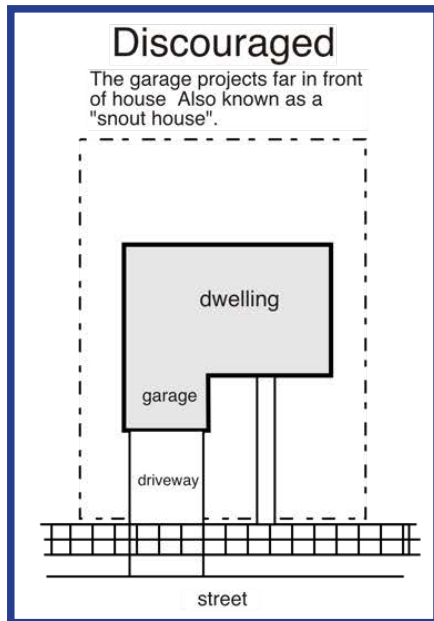 Discouraged
The garage projects far in front
of house Also known as a
"snout house".
dwelling
garage
driveway
street